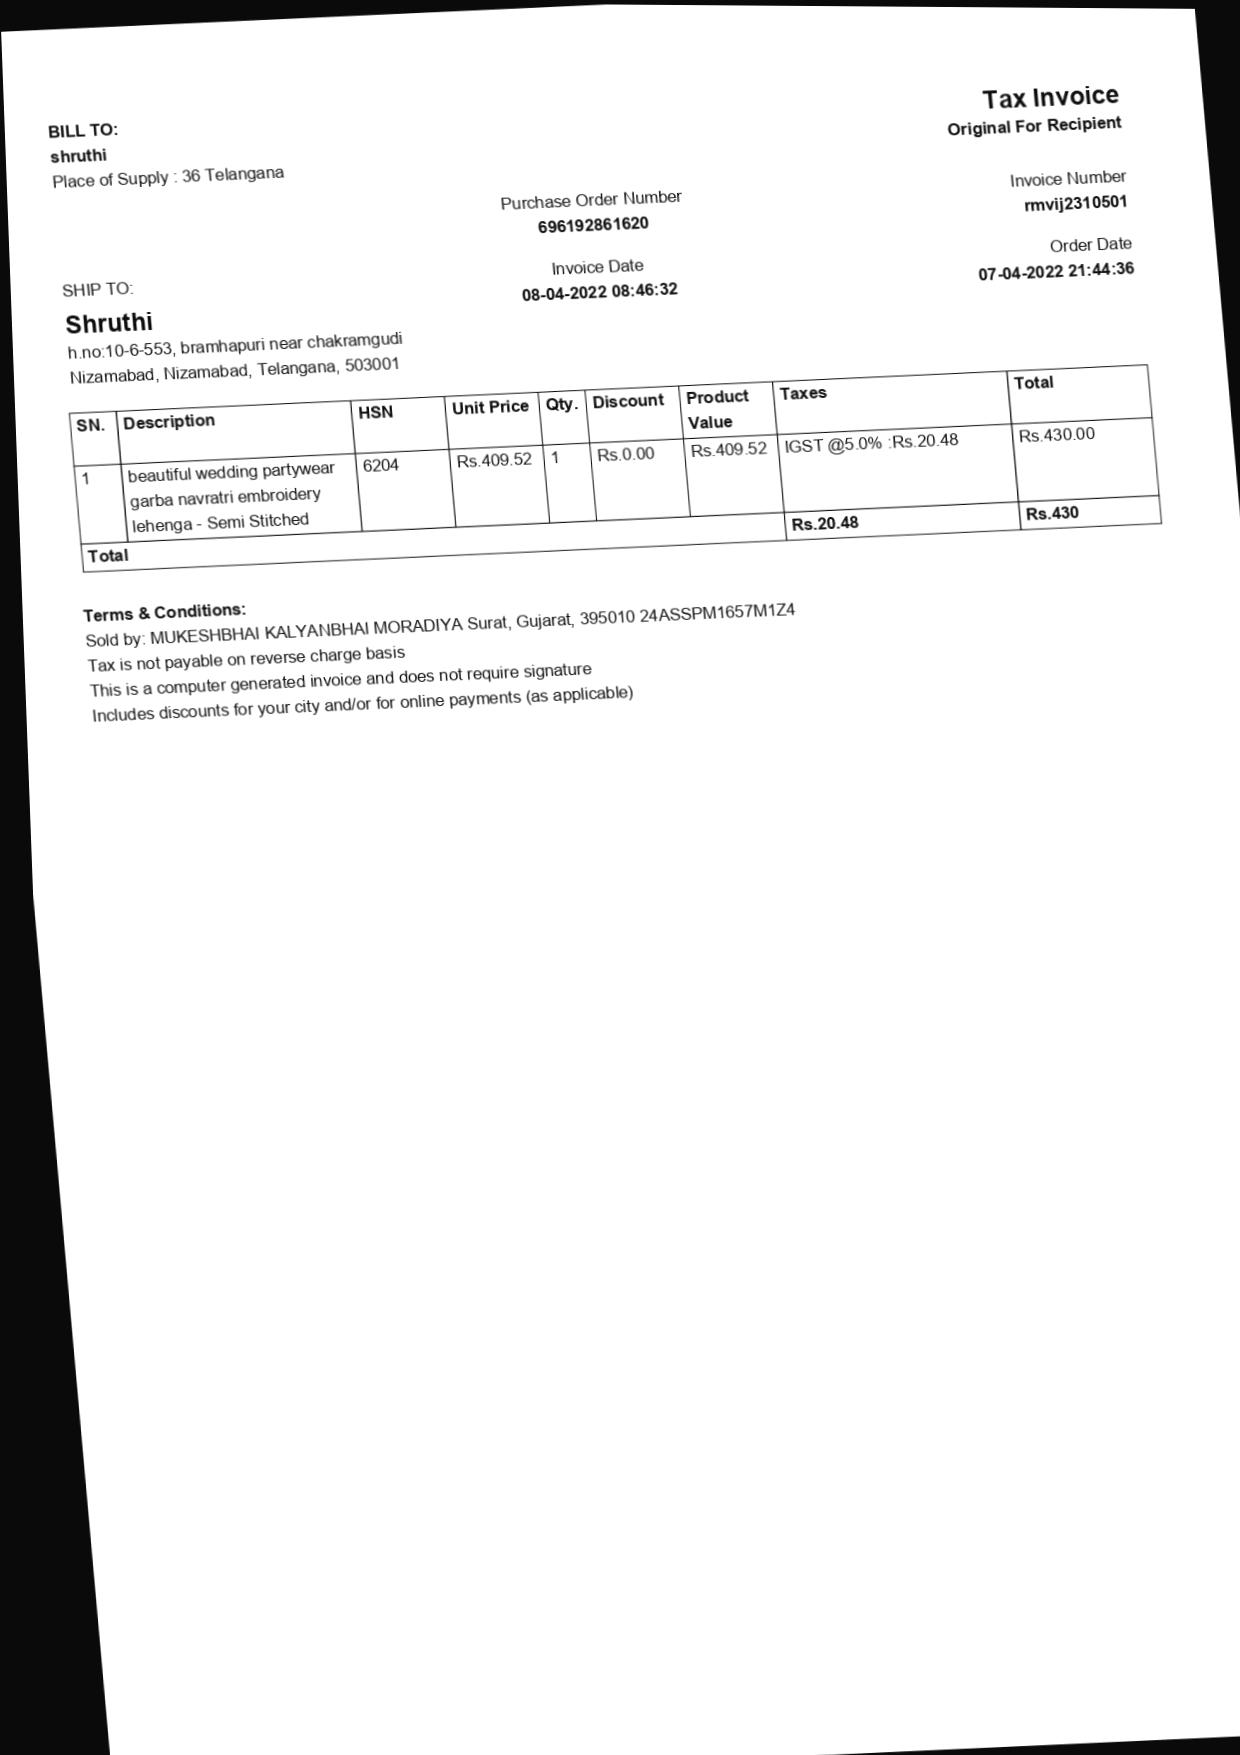 Tax Invoice
Original For Recipient
BILL TO:
shruthi
Place of Supply : 36 Telangana
Purchase Order Number
696192861620
Invoice Number
rmvij2310501
Invoice Date
08-04-2022 08:46:32
Order Date
07-04-2022 21:44:36
SHIP TO:
Shruthi
h.no:10-6-553, bramhapuri near chakramgudi
Nizamabad, Nizamabad, Telangana, 503001
SN. Description HSN Unit Price Qty. Discount Product Value Taxes Total
1 beautiful wedding partywear 6204 Rs.409.52 1 Rs.0.00 Rs.409.52 IGST @5.0% :Rs.20.48 Rs.430.00
garba navratri embroidery
lehenga - Semi Stitched
Total Rs.20.48 Rs.430
Terms & Conditions:
Sold by: MUKESHBHAI KALYANBHAI MORADIYA Surat, Gujarat, 395010 24ASSPM1657M1Z4
Tax is not payable on reverse charge basis
This is a computer generated invoice and does not require signature
Includes discounts for your city and/or for online payments (as applicable)